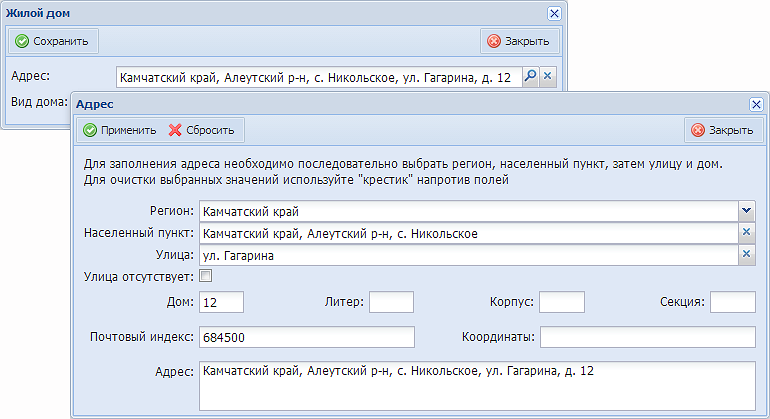 Жилой дом
Сохранить Закрыть
Адрес: Камчатский край, Алеутский р-н, с. Никольское, ул. Гагарина, д. 12
Вид дома:
Адрес
Применить Сбросить Закрыть
Для заполнения адреса необходимо последовательно выбрать регион, населенный пункт, затем улицу и дом.
Для очистки выбранных значений используйте "крестик" напротив полей
Регион: Камчатский край
Населенный пункт: Камчатский край, Алеутский р-н, с. Никольское
Улица: ул. Гагарина
Улица отсутствует:
Дом: 12 Литер: Корпус: Секция:
Почтовый индекс: 684500 Координаты:
Адрес: Камчатский край, Алеутский р-н, с. Никольское, ул. Гагарина, д. 12